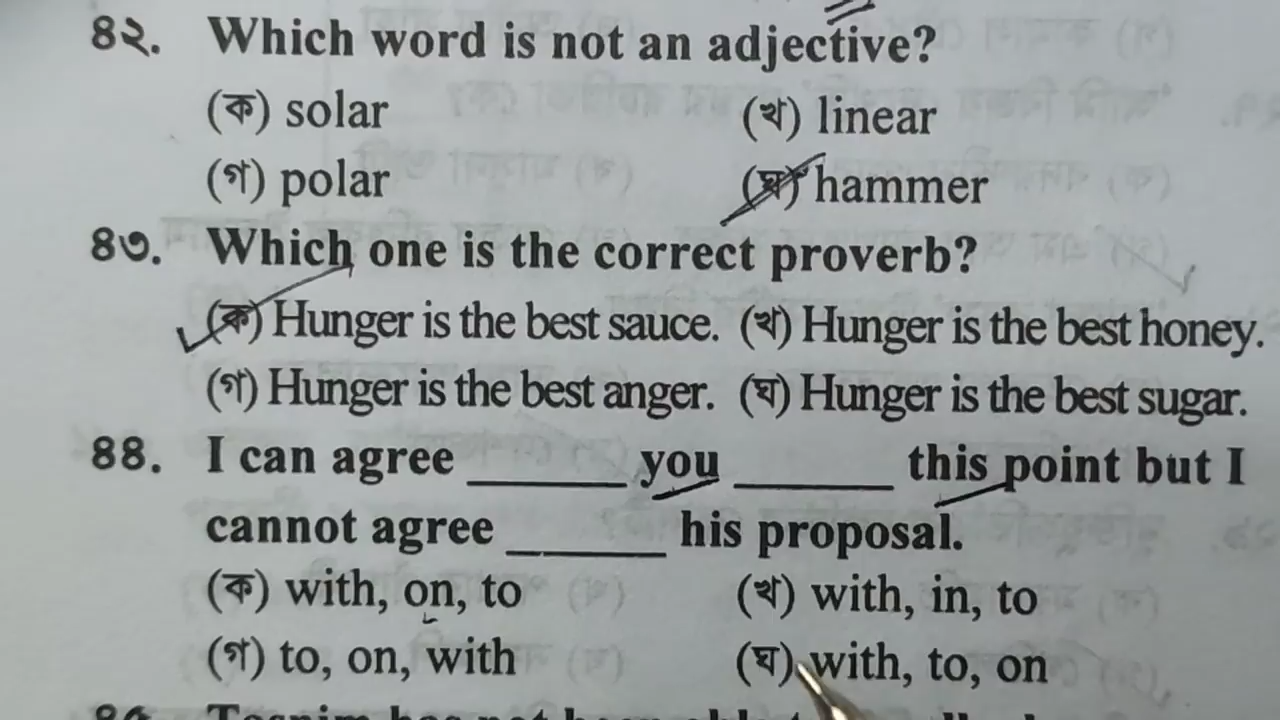 ৪২. Which word is not an adjective?
(ক) solar (খ) linear
(গ) polar (ঘ) hammer
৪৩. Which one is the correct proverb?
(ক) Hunger is the best sauce. (খ) Hunger is the best honey.
(গ) Hunger is the best anger. (ঘ) Hunger is the best sugar.
৪৪. I can agree ______ you ______ this point but I
cannot agree ______ his proposal.
(ক) with, on, to (খ) with, in, to
(গ) to, on, with (ঘ) with, to, on